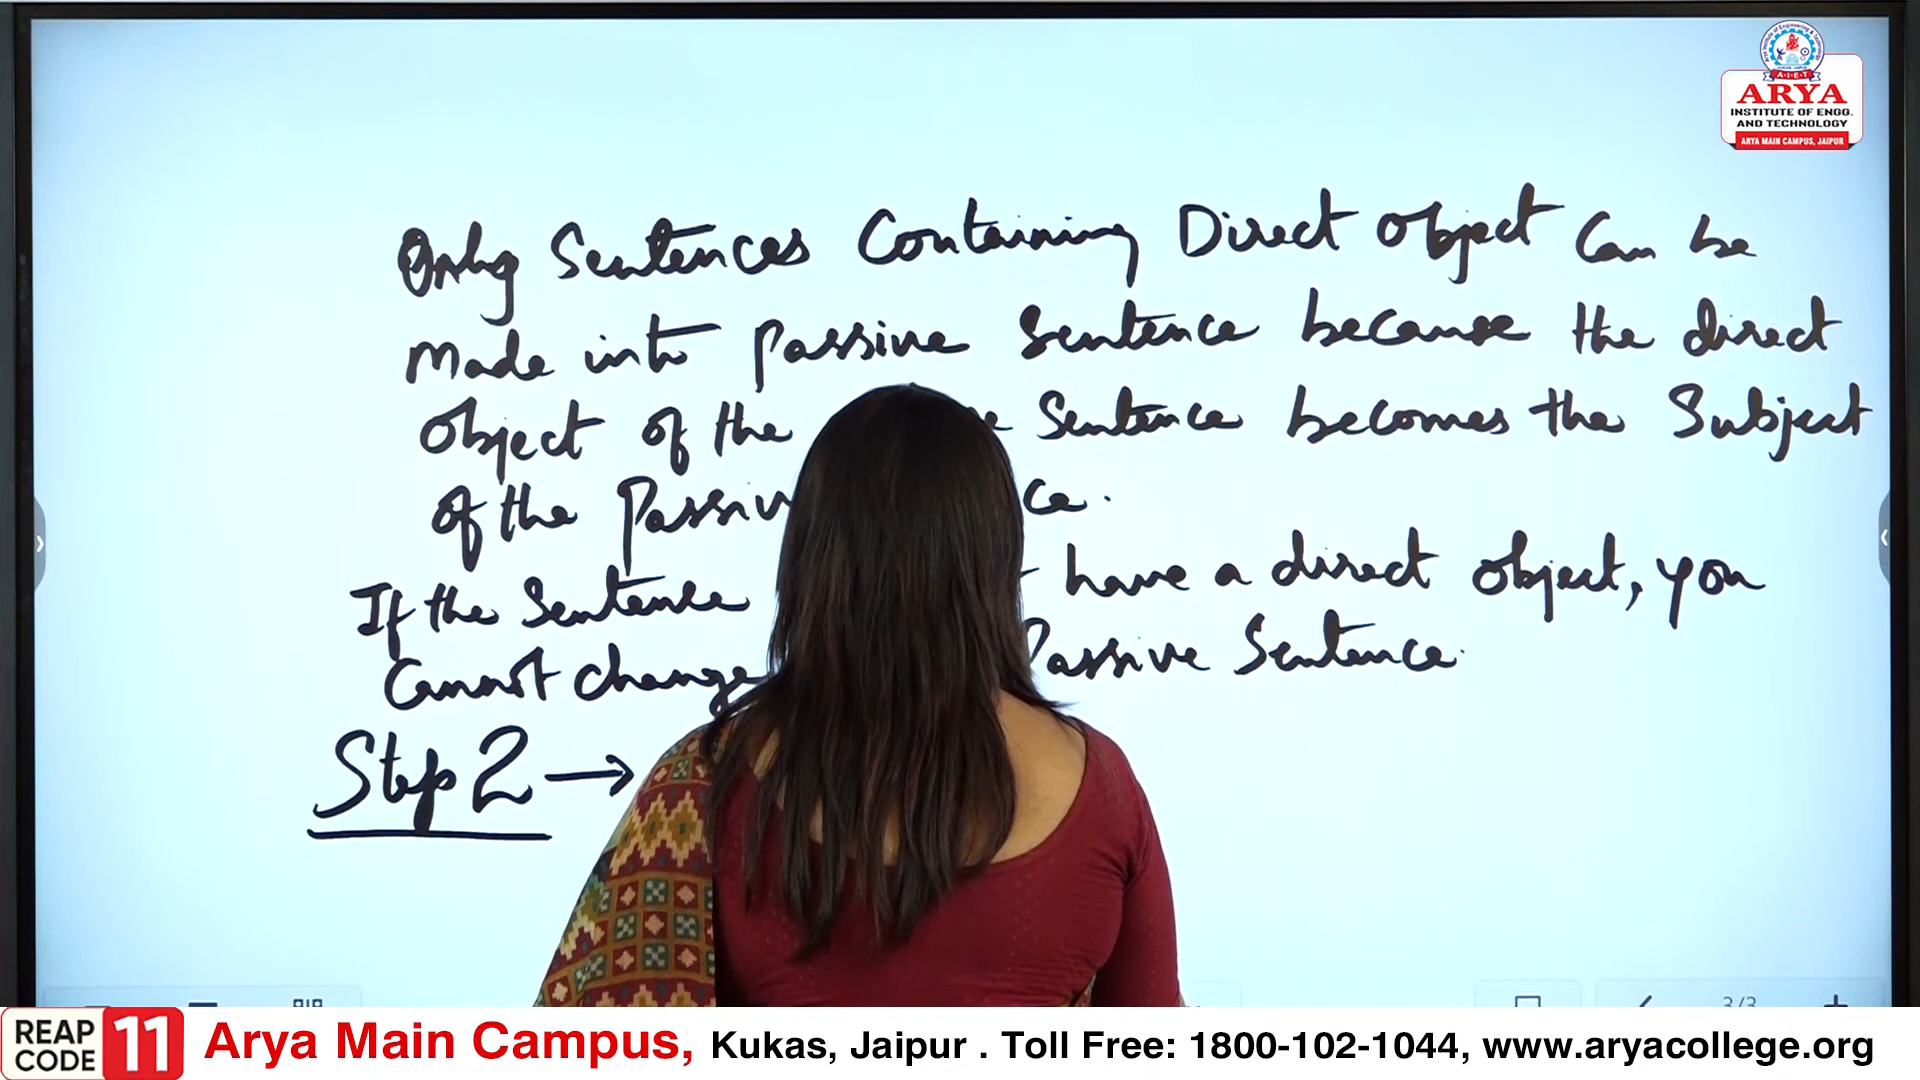 ARYA
INSTITUTE OF ENGG.
AND TECHNOLOGY
ARYA MAIN CAMPUS, JAIPUR
Only Sentences Containing Direct Object Can be
Made into Passive Sentence because the direct
Object of the Sentence becomes the Subject
of the
If the Sentence have a direct object, you
Cannot change Passive Sentence.
Step 2 →
3/3
REAP CODE 11 Arya Main Campus, Kukas, Jaipur . Toll Free: 1800-102-1044, www.aryacollege.org